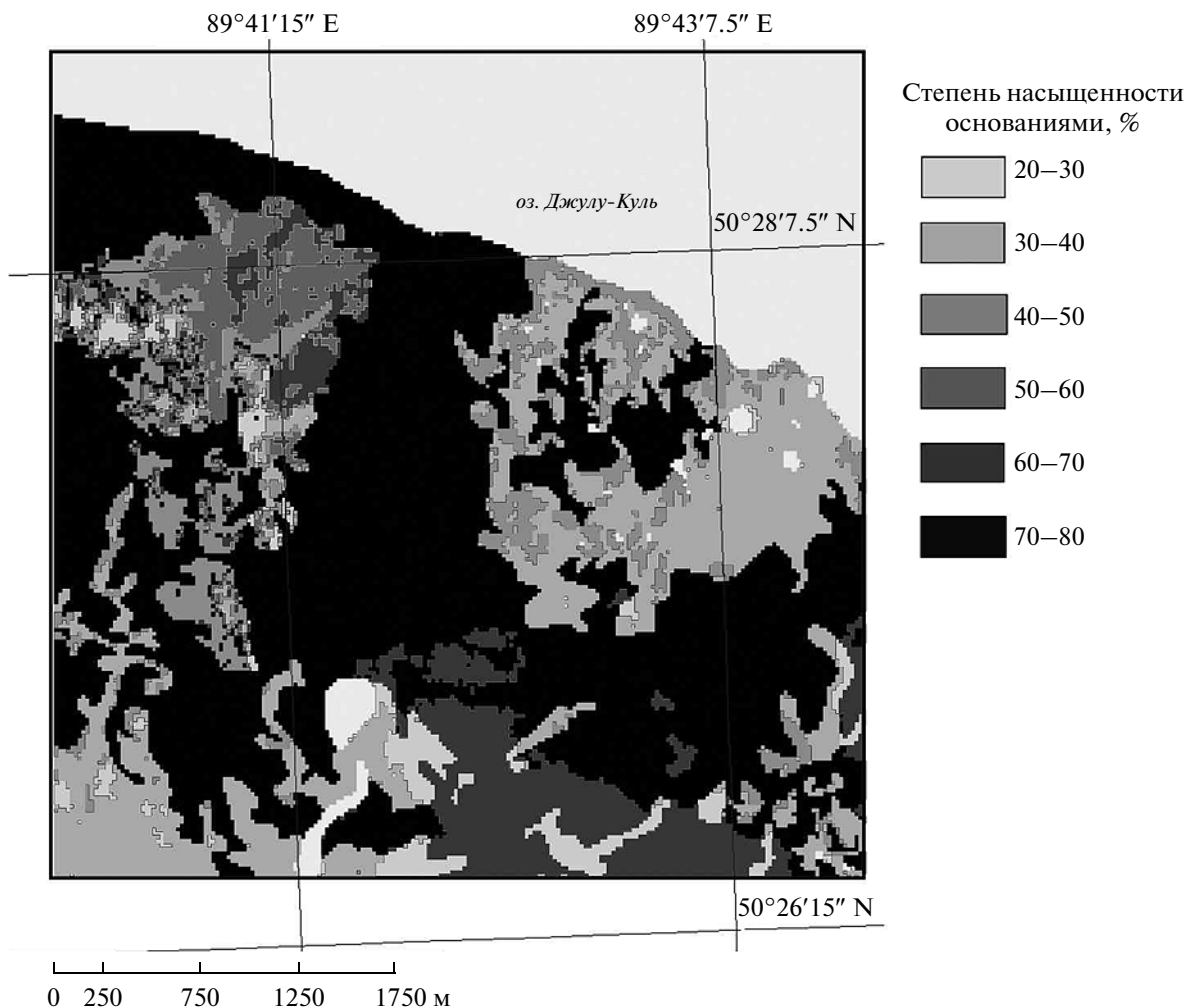 89°41′15″ E
89°43′7.5″ E
Степень насыщенности
основаниями, %
20–30
30–40
40–50
50–60
60–70
70–80
оз. Джулу-Куль
50°28′7.5″ N
50°26′15″ N
0 250 750 1250 1750 м